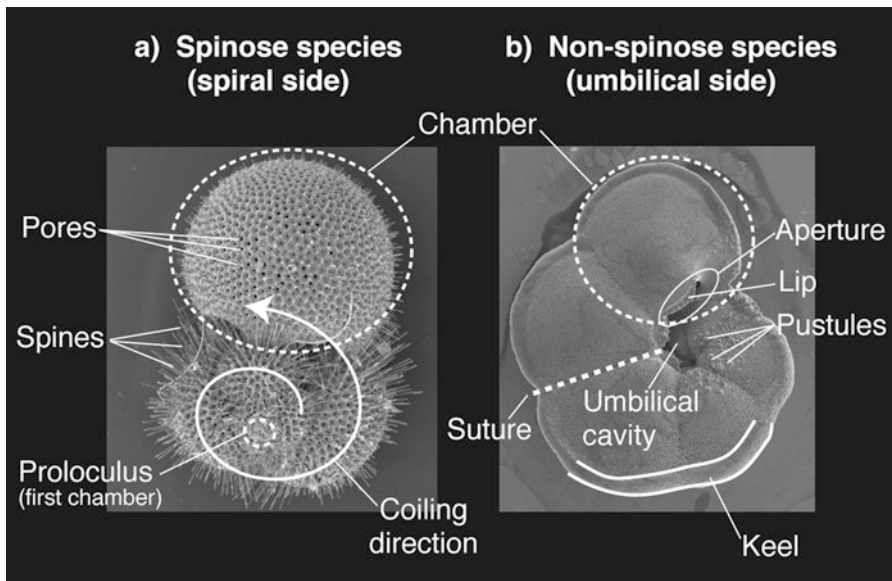 a) Spinose species
(spiral side)
b) Non-spinose species
(umbilical side)
Chamber
Pores
Spines
Proloculus
(first chamber)
Coiling
direction
Aperture
Lip
Pustules
Suture
Umbilical
cavity
Keel